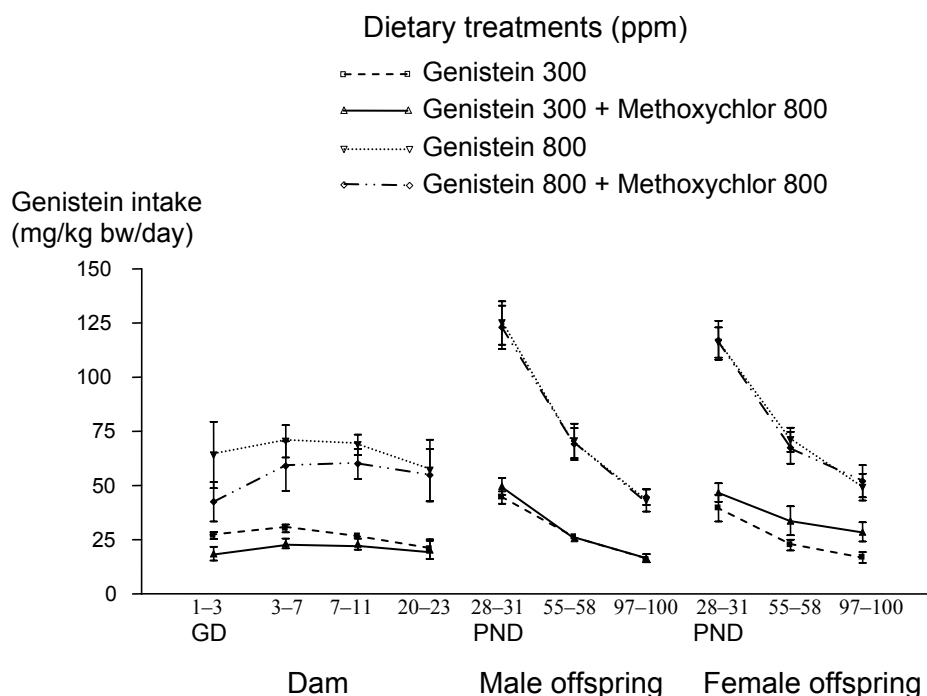 Dietary treatments (ppm)
Genistein 300
Genistein 300 + Methoxychlor 800
Genistein 800
Genistein 800 + Methoxychlor 800
Genistein intake
(mg/kg bw/day)
150
125
100
75
50
25
0
1–3 3–7 7–11 20–23 28–31 55–58 97–100 28–31 55–58 97–100
GD PND PND
Dam Male offspring Female offspring